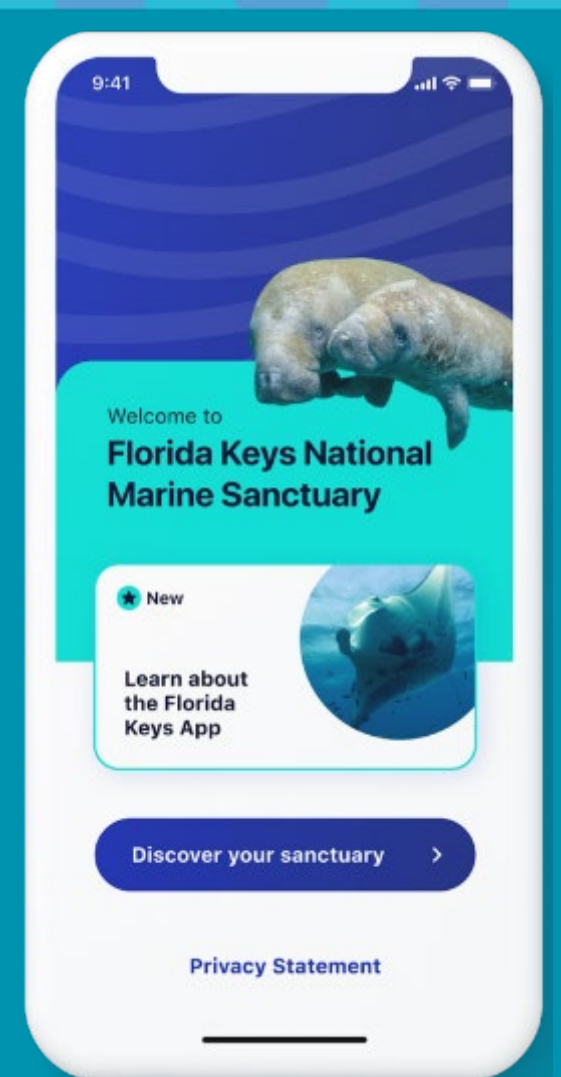 9:41
Welcome to
Florida Keys National
Marine Sanctuary
New
Learn about
the Florida
Keys App
Discover your sanctuary
Privacy Statement